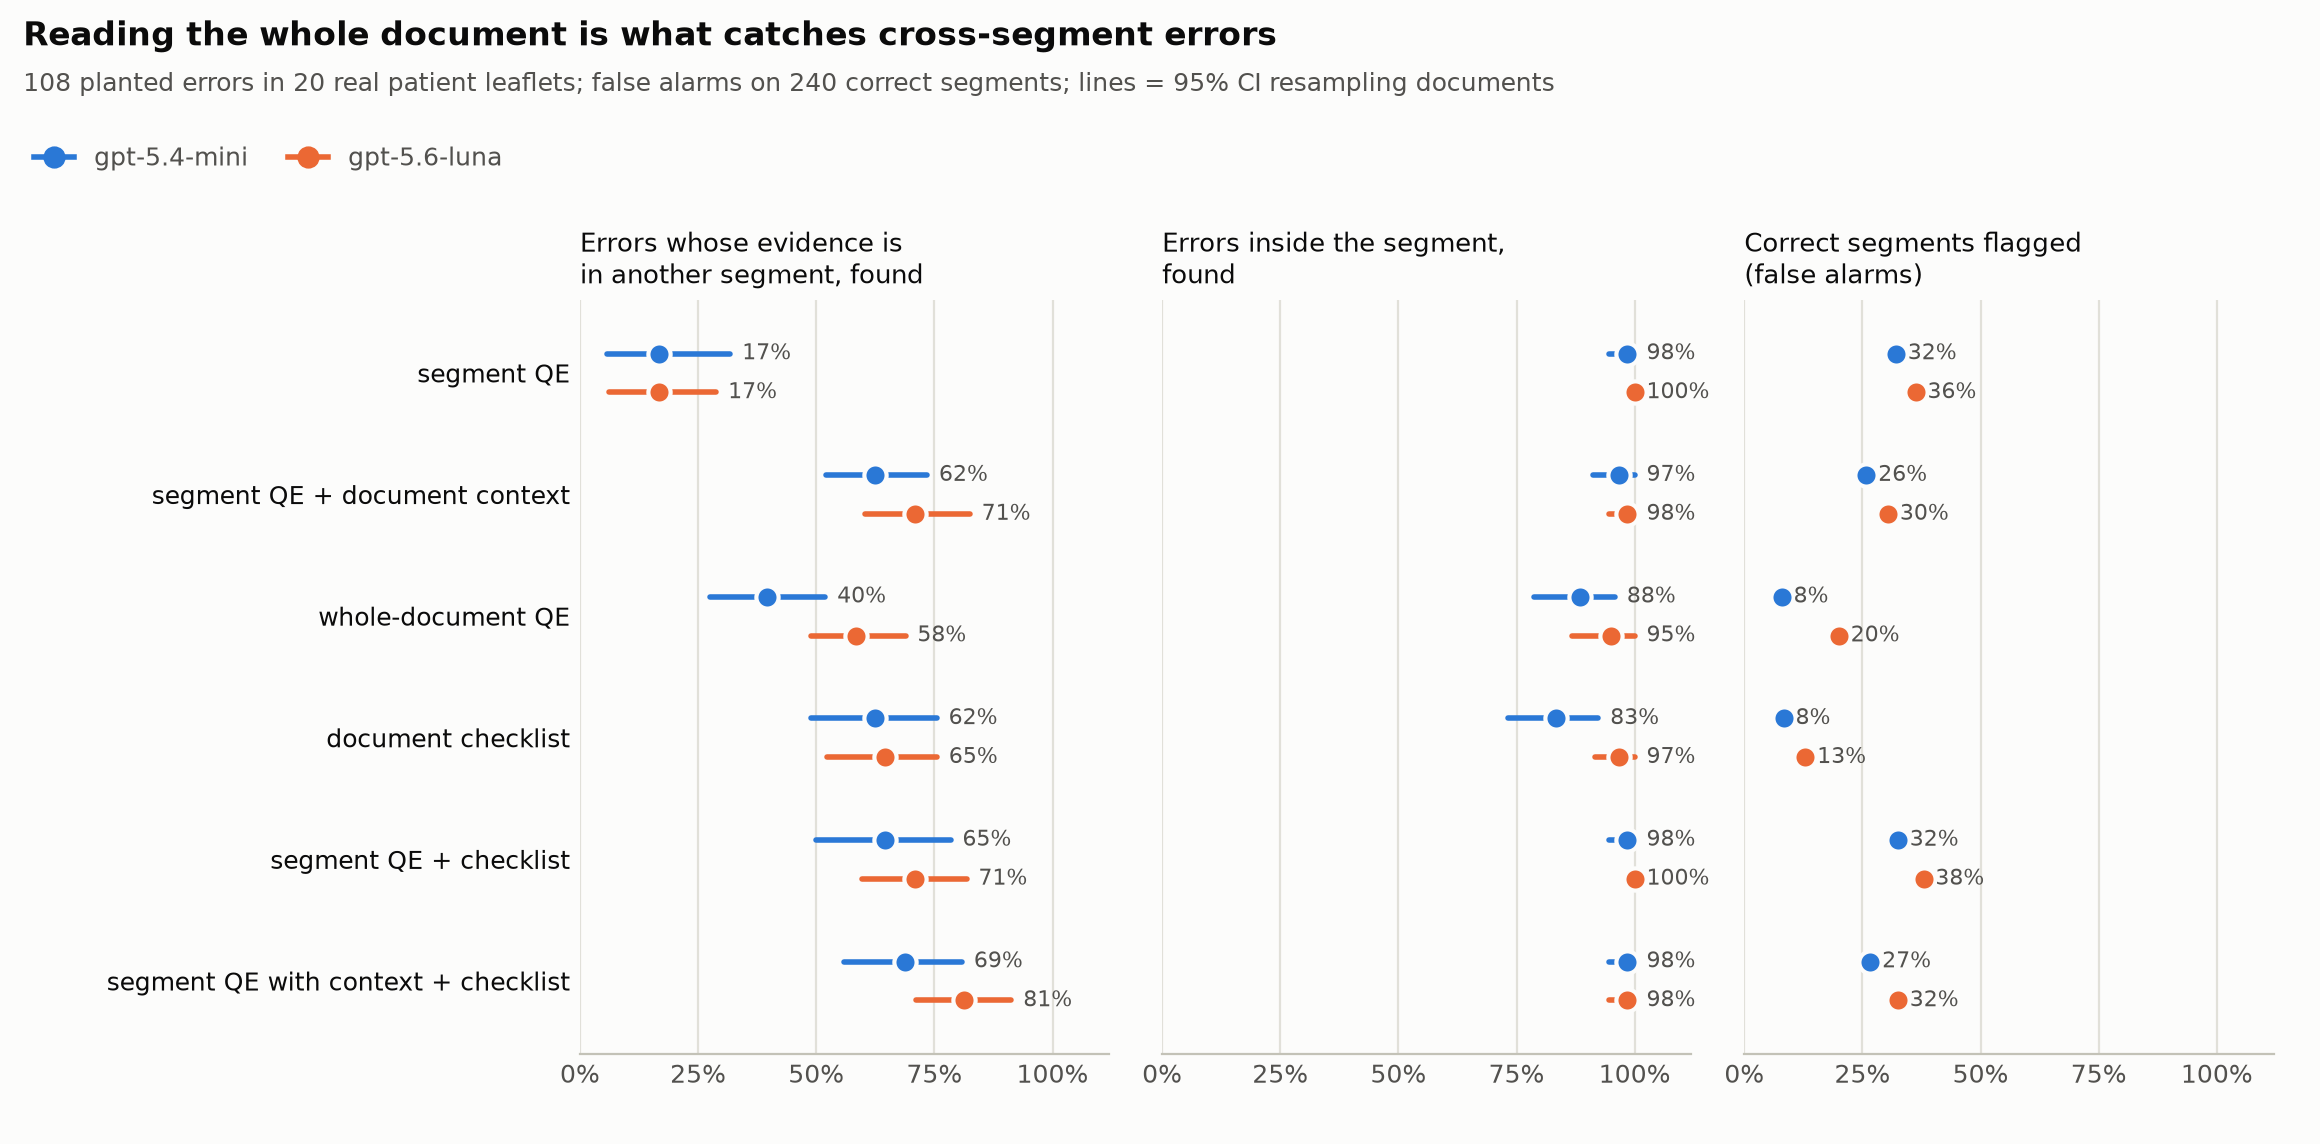 Reading the whole document is what catches cross-segment errors
108 planted errors in 20 real patient leaflets; false alarms on 240 correct segments; lines = 95% CI resampling documents
gpt-5.4-mini gpt-5.6-luna
Errors whose evidence is
in another segment, found
Errors inside the segment,
found
Correct segments flagged
(false alarms)
segment QE
17% 98% 32%
17% 100% 36%
segment QE + document context
62% 97% 26%
71% 98% 30%
whole-document QE
40% 88% 8%
58% 95% 20%
document checklist
62% 83% 8%
65% 97% 13%
segment QE + checklist
65% 98% 32%
71% 100% 38%
segment QE with context + checklist
69% 98% 27%
81% 98% 32%
0% 25% 50% 75% 100% 0% 25% 50% 75% 100% 0% 25% 50% 75% 100%